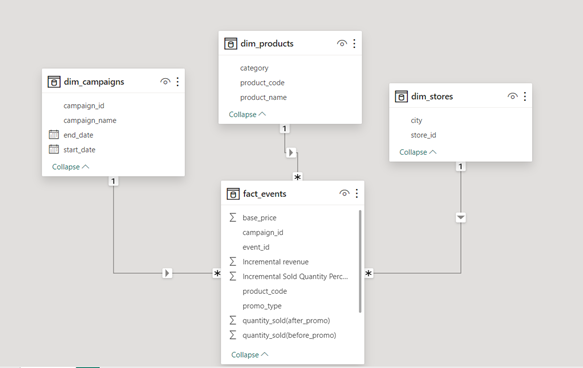 dim_products
category
product_code
product_name
Collapse
1
*
dim_campaigns
campaign_id
campaign_name
end_date
start_date
Collapse
1
*
dim_stores
city
store_id
Collapse
1
*
fact_events
base_price
campaign_id
event_id
Incremental revenue
Incremental Sold Quantity Perc...
product_code
promo_type
quantity_sold(after_promo)
quantity_sold(before_promo)
Collapse